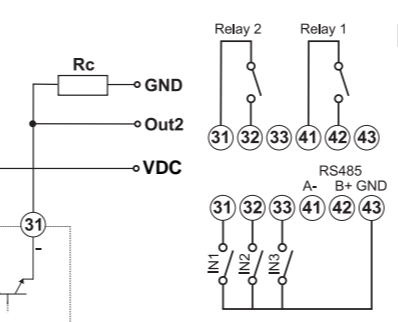 Relay 2 Relay 1
Rc
GND
Out2
31 32 33 41 42 43
VDC
RS485
A- B+ GND
31 32 33 41 42 43
31
-
IN1 IN2 IN3